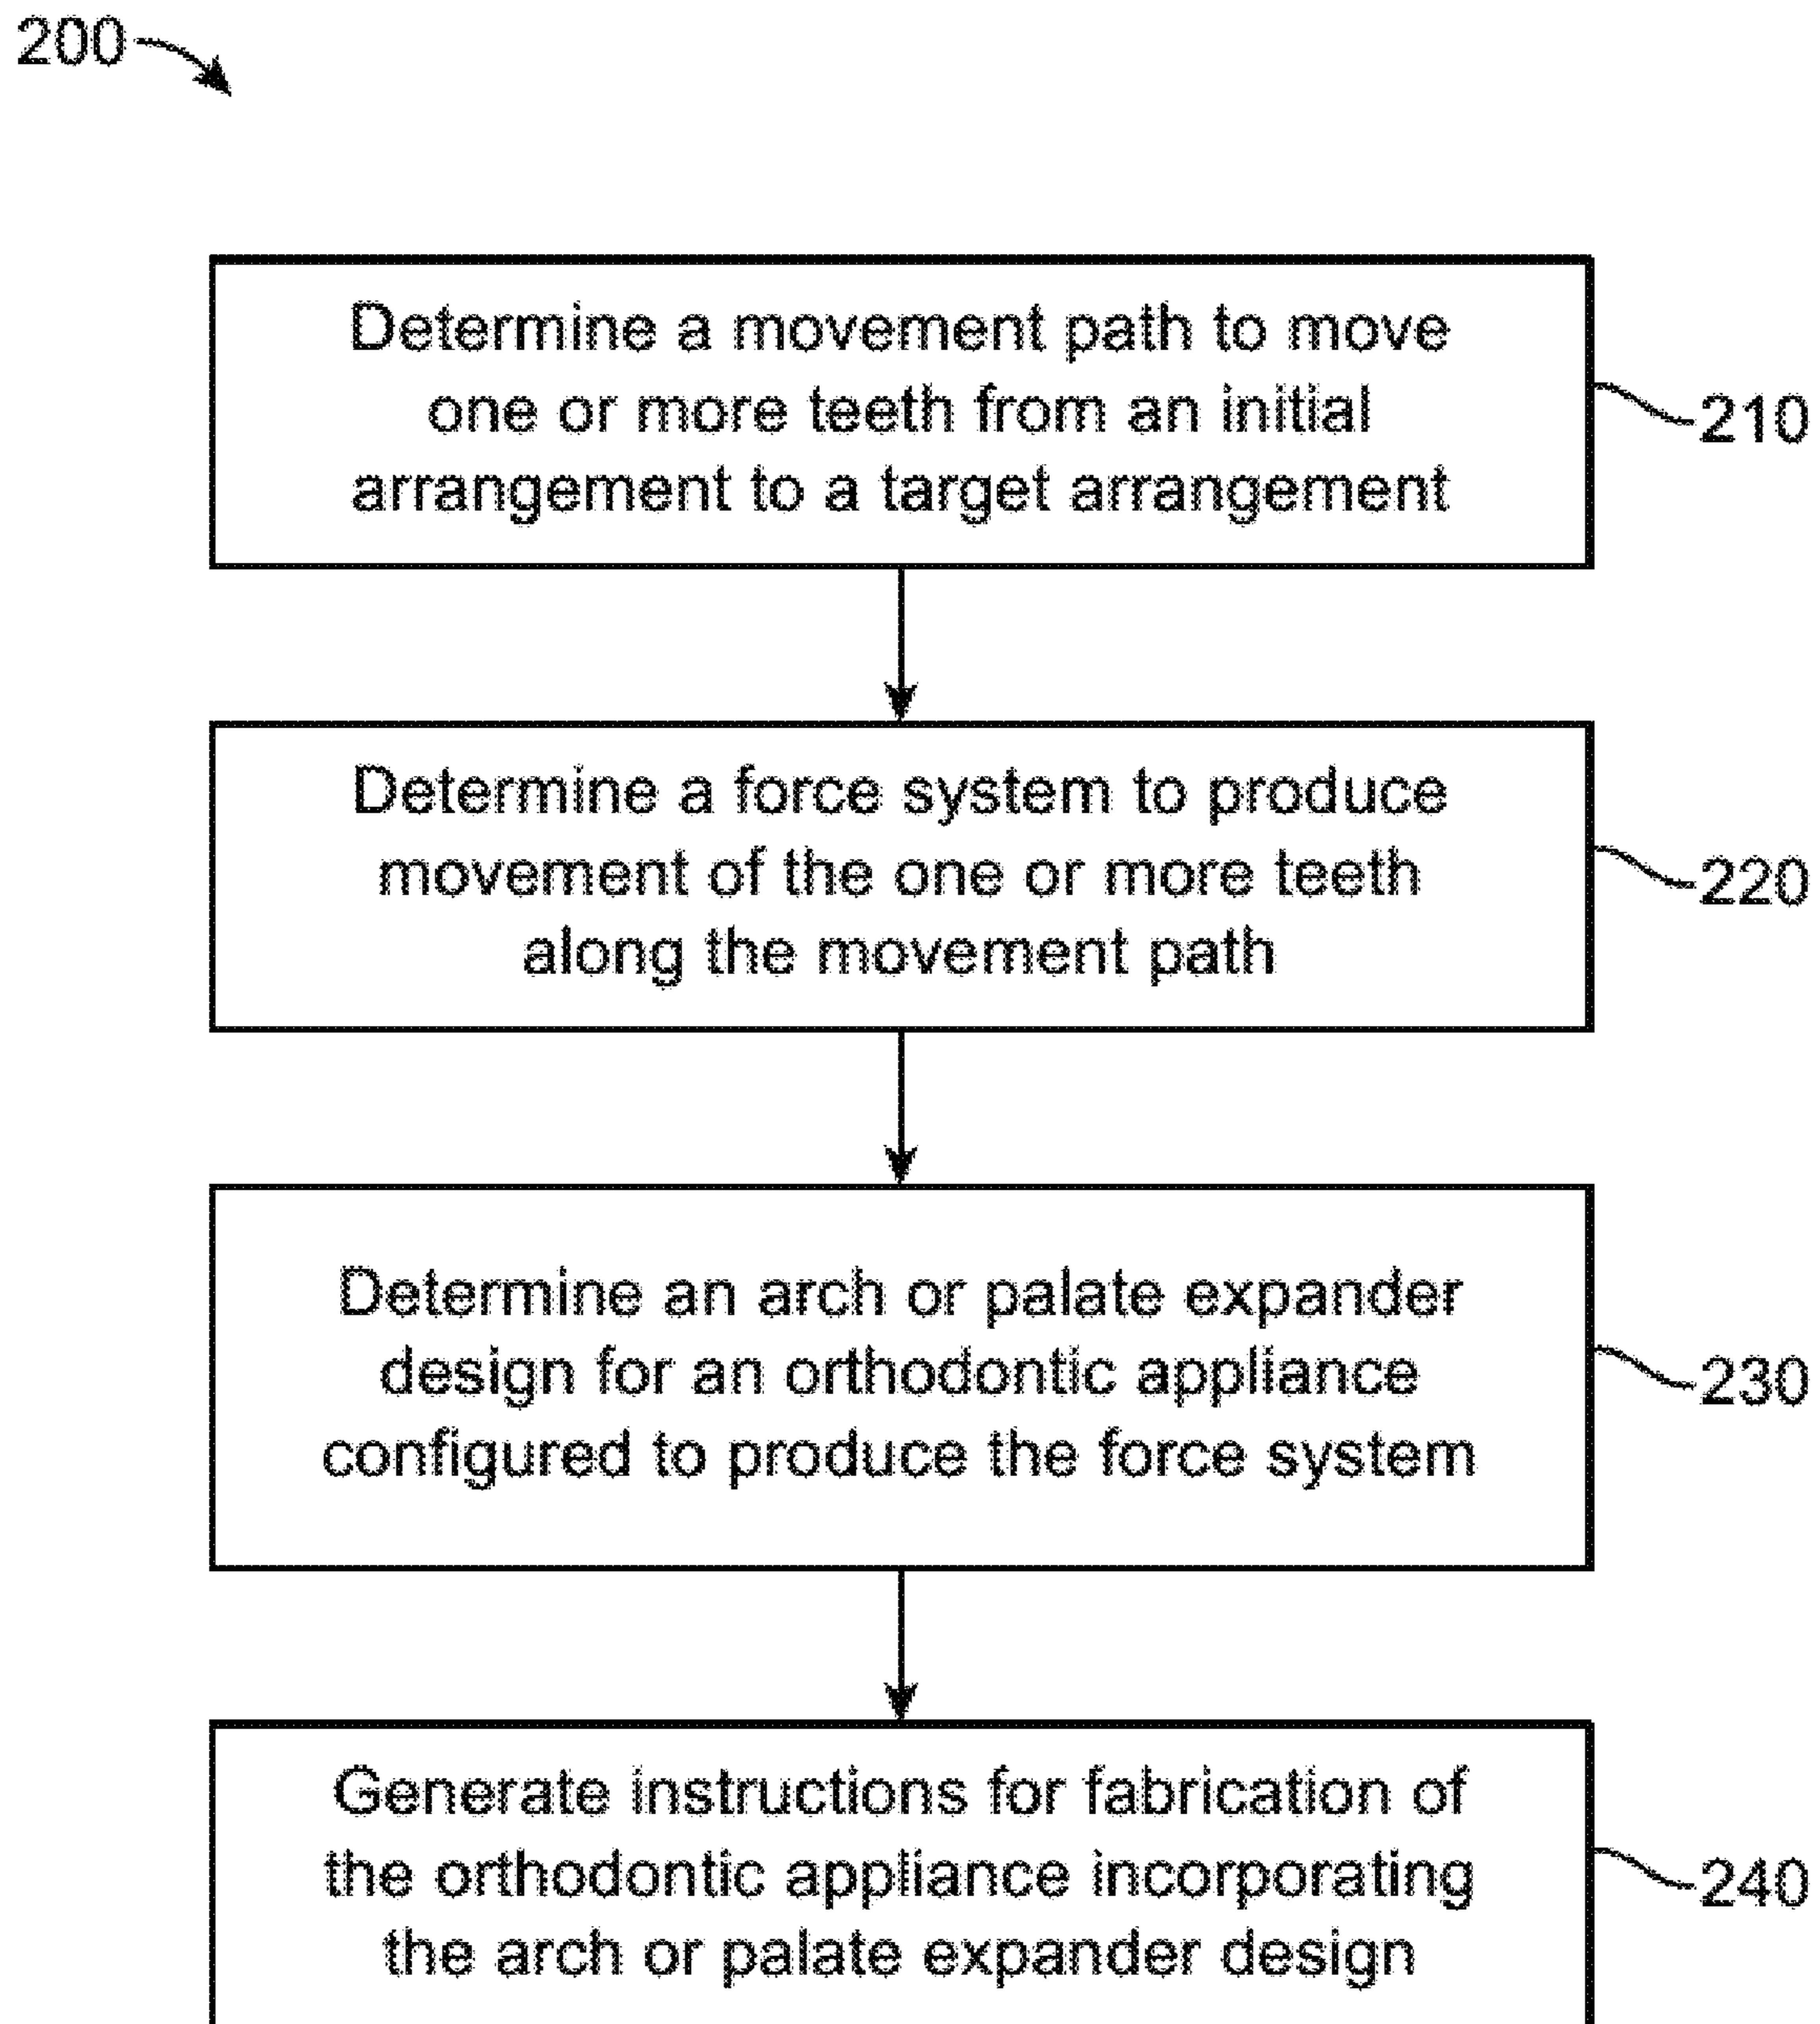 200
Determine a movement path to move
one or more teeth from an initial
arrangement to a target arrangement
210
Determine a force system to produce
movement of the one or more teeth
along the movement path
220
Determine an arch or palate expander
design for an orthodontic appliance
configured to produce the force system
230
Generate instructions for fabrication of
the orthodontic appliance incorporating
the arch or palate expander design
240